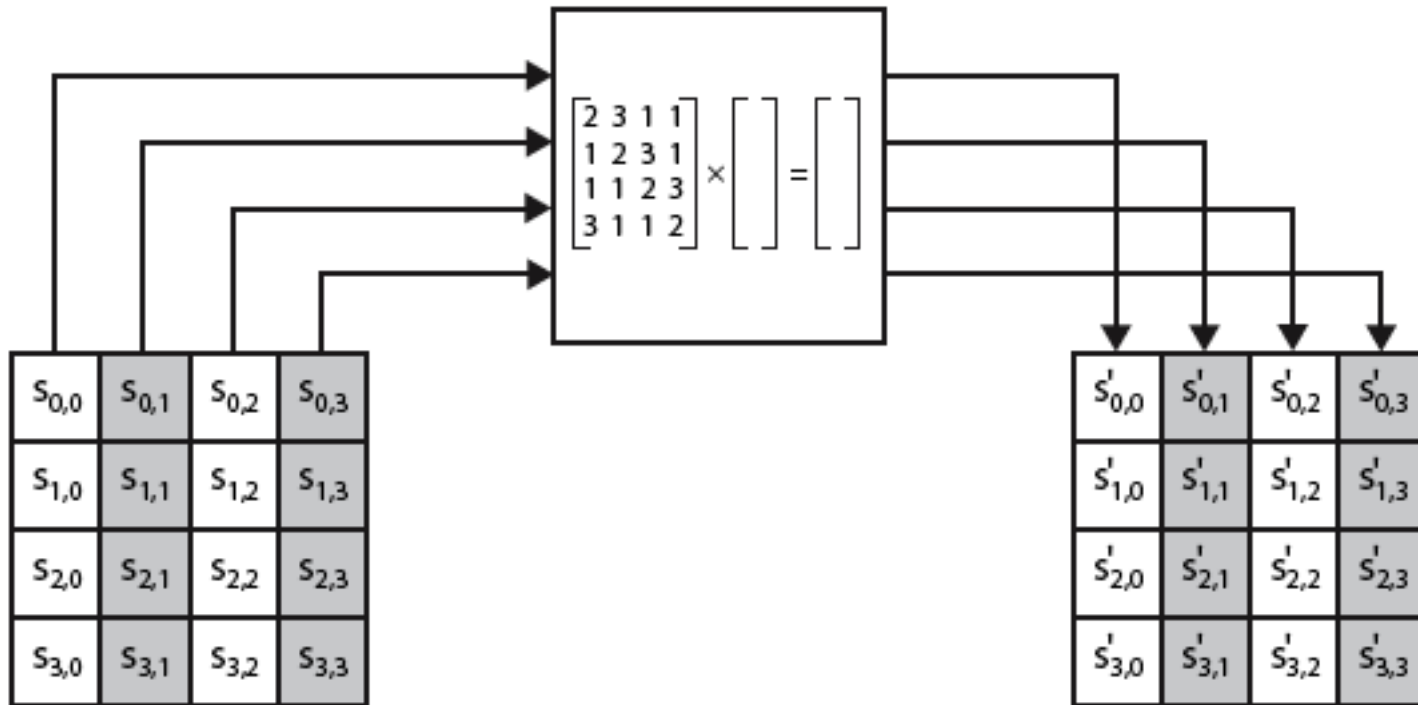 2 3 1 1
1 2 3 1
1 1 2 3
3 1 1 2
× =
S0,0 S0,1 S0,2 S0,3
S1,0 S1,1 S1,2 S1,3
S2,0 S2,1 S2,2 S2,3
S3,0 S3,1 S3,2 S3,3
S'0,0 S'0,1 S'0,2 S'0,3
S'1,0 S'1,1 S'1,2 S'1,3
S'2,0 S'2,1 S'2,2 S'2,3
S'3,0 S'3,1 S'3,2 S'3,3